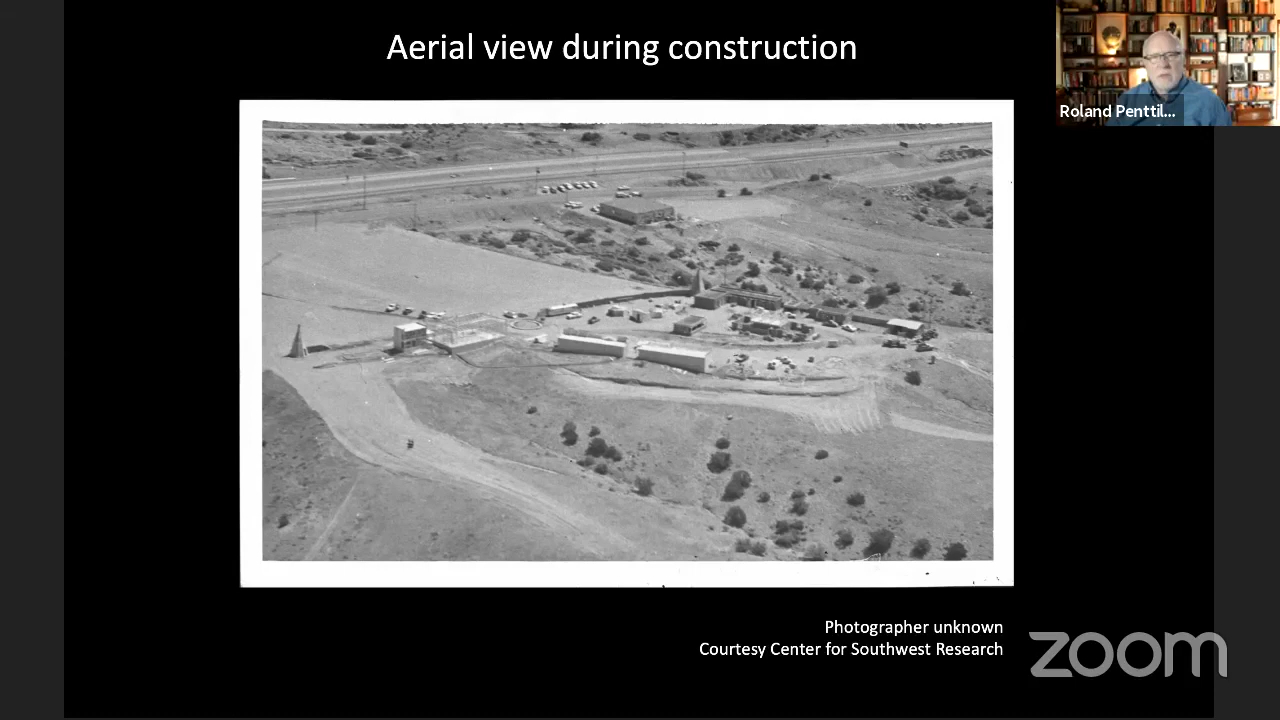 Aerial view during construction
Roland Penttil...
Photographer unknown
Courtesy Center for Southwest Research
zoom